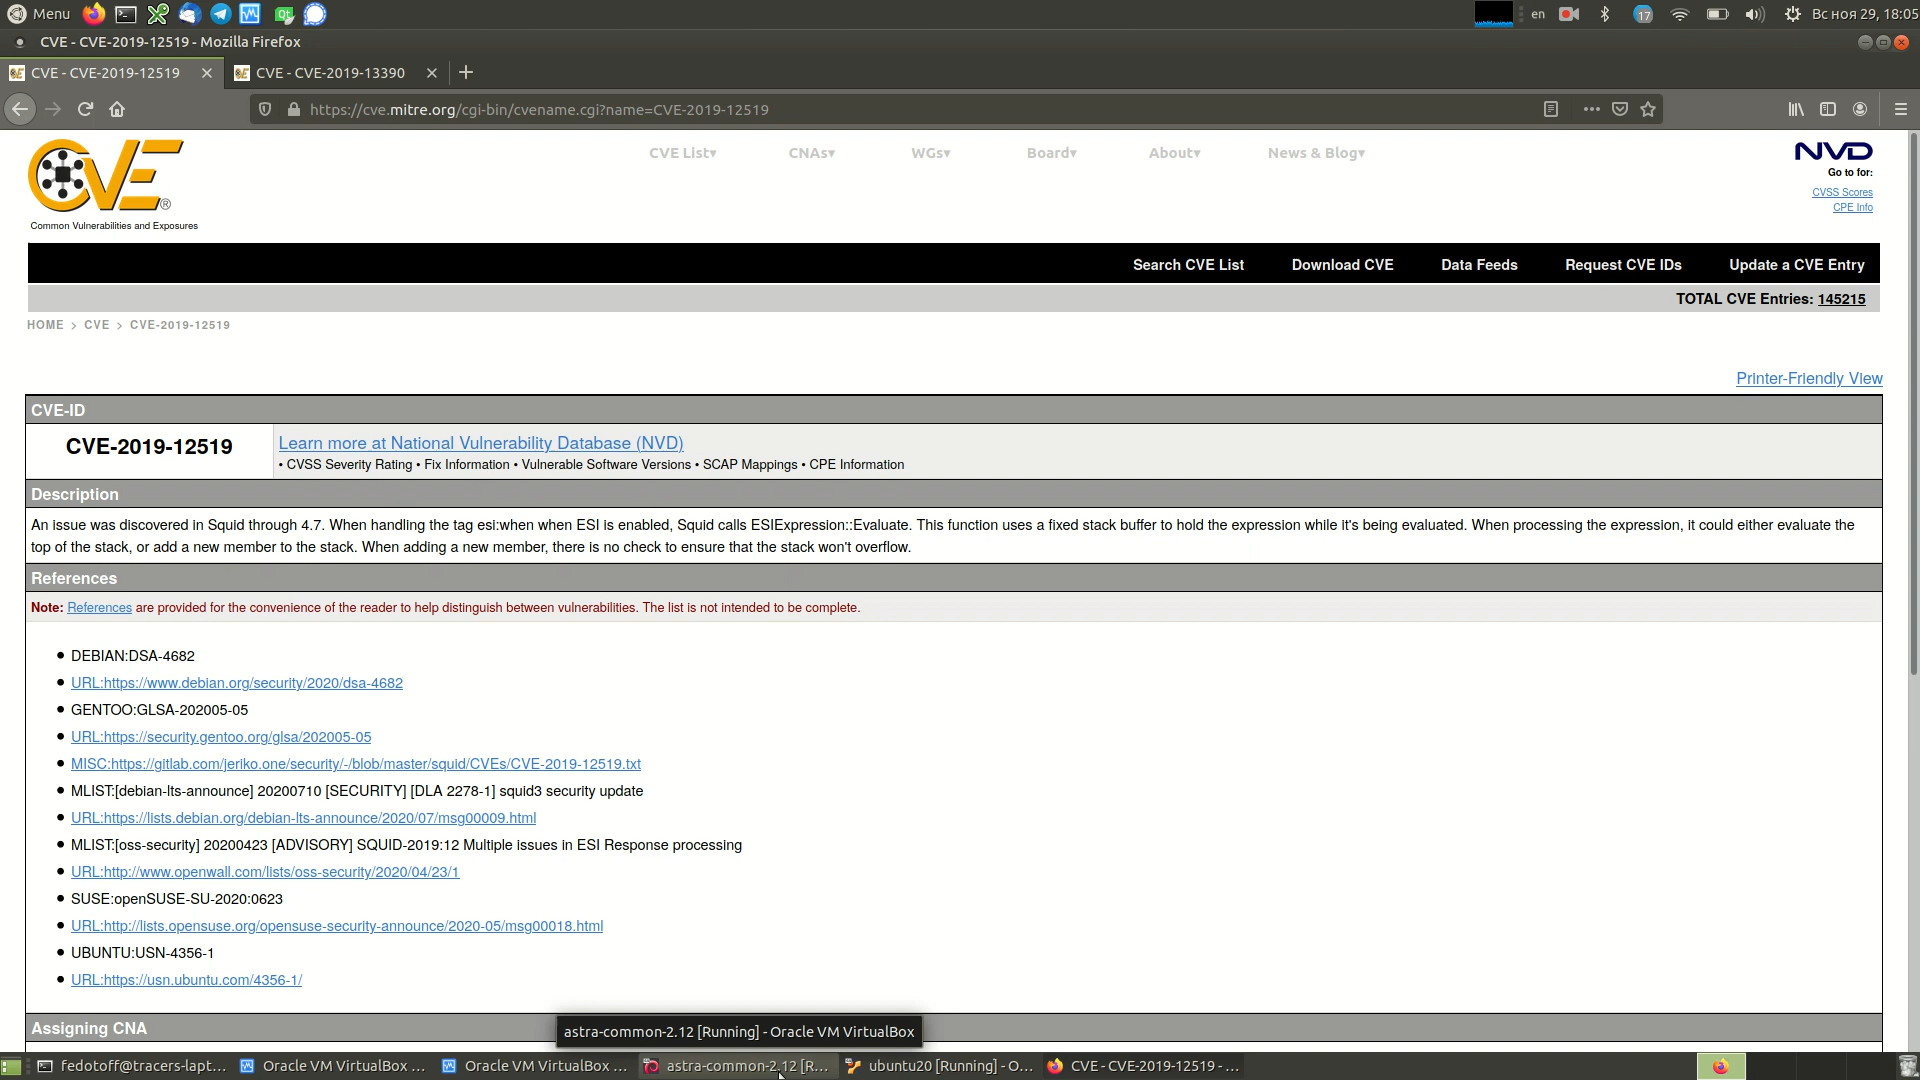 Menu
en
17
Вс ноя 29, 18:05
CVE - CVE-2019-12519 - Mozilla Firefox
CVE - CVE-2019-12519
CVE - CVE-2019-13390
https://cve.mitre.org/cgi-bin/cvename.cgi?name=CVE-2019-12519
CVE®
Common Vulnerabilities and Exposures
CVE List▾
CNAs▾
WGs▾
Board▾
About▾
News & Blog▾
NVD
Go to for:
CVSS Scores
CPE Info
Search CVE List
Download CVE
Data Feeds
Request CVE IDs
Update a CVE Entry
TOTAL CVE Entries: 145215
HOME > CVE > CVE-2019-12519
Printer-Friendly View
CVE-ID
CVE-2019-12519
Learn more at National Vulnerability Database (NVD)
• CVSS Severity Rating • Fix Information • Vulnerable Software Versions • SCAP Mappings • CPE Information
Description
An issue was discovered in Squid through 4.7. When handling the tag esi:when when ESI is enabled, Squid calls ESIExpression::Evaluate. This function uses a fixed stack buffer to hold the expression while it's being evaluated. When processing the expression, it could either evaluate the
top of the stack, or add a new member to the stack. When adding a new member, there is no check to ensure that the stack won't overflow.
References
Note: References are provided for the convenience of the reader to help distinguish between vulnerabilities. The list is not intended to be complete.
• DEBIAN:DSA-4682
• URL:https://www.debian.org/security/2020/dsa-4682
• GENTOO:GLSA-202005-05
• URL:https://security.gentoo.org/glsa/202005-05
• MISC:https://gitlab.com/jeriko.one/security/-/blob/master/squid/CVEs/CVE-2019-12519.txt
• MLIST:[debian-lts-announce] 20200710 [SECURITY] [DLA 2278-1] squid3 security update
• URL:https://lists.debian.org/debian-lts-announce/2020/07/msg00009.html
• MLIST:[oss-security] 20200423 [ADVISORY] SQUID-2019:12 Multiple issues in ESI Response processing
• URL:http://www.openwall.com/lists/oss-security/2020/04/23/1
• SUSE:openSUSE-SU-2020:0623
• URL:http://lists.opensuse.org/opensuse-security-announce/2020-05/msg00018.html
• UBUNTU:USN-4356-1
• URL:https://usn.ubuntu.com/4356-1/
Assigning CNA
astra-common-2.12 [Running] - Oracle VM VirtualBox
fedotoff@tracers-lapt...
Oracle VM VirtualBox ...
Oracle VM VirtualBox ...
astra-common-2.12 [R...
ubuntu20 [Running] - O...
CVE - CVE-2019-12519 - ...